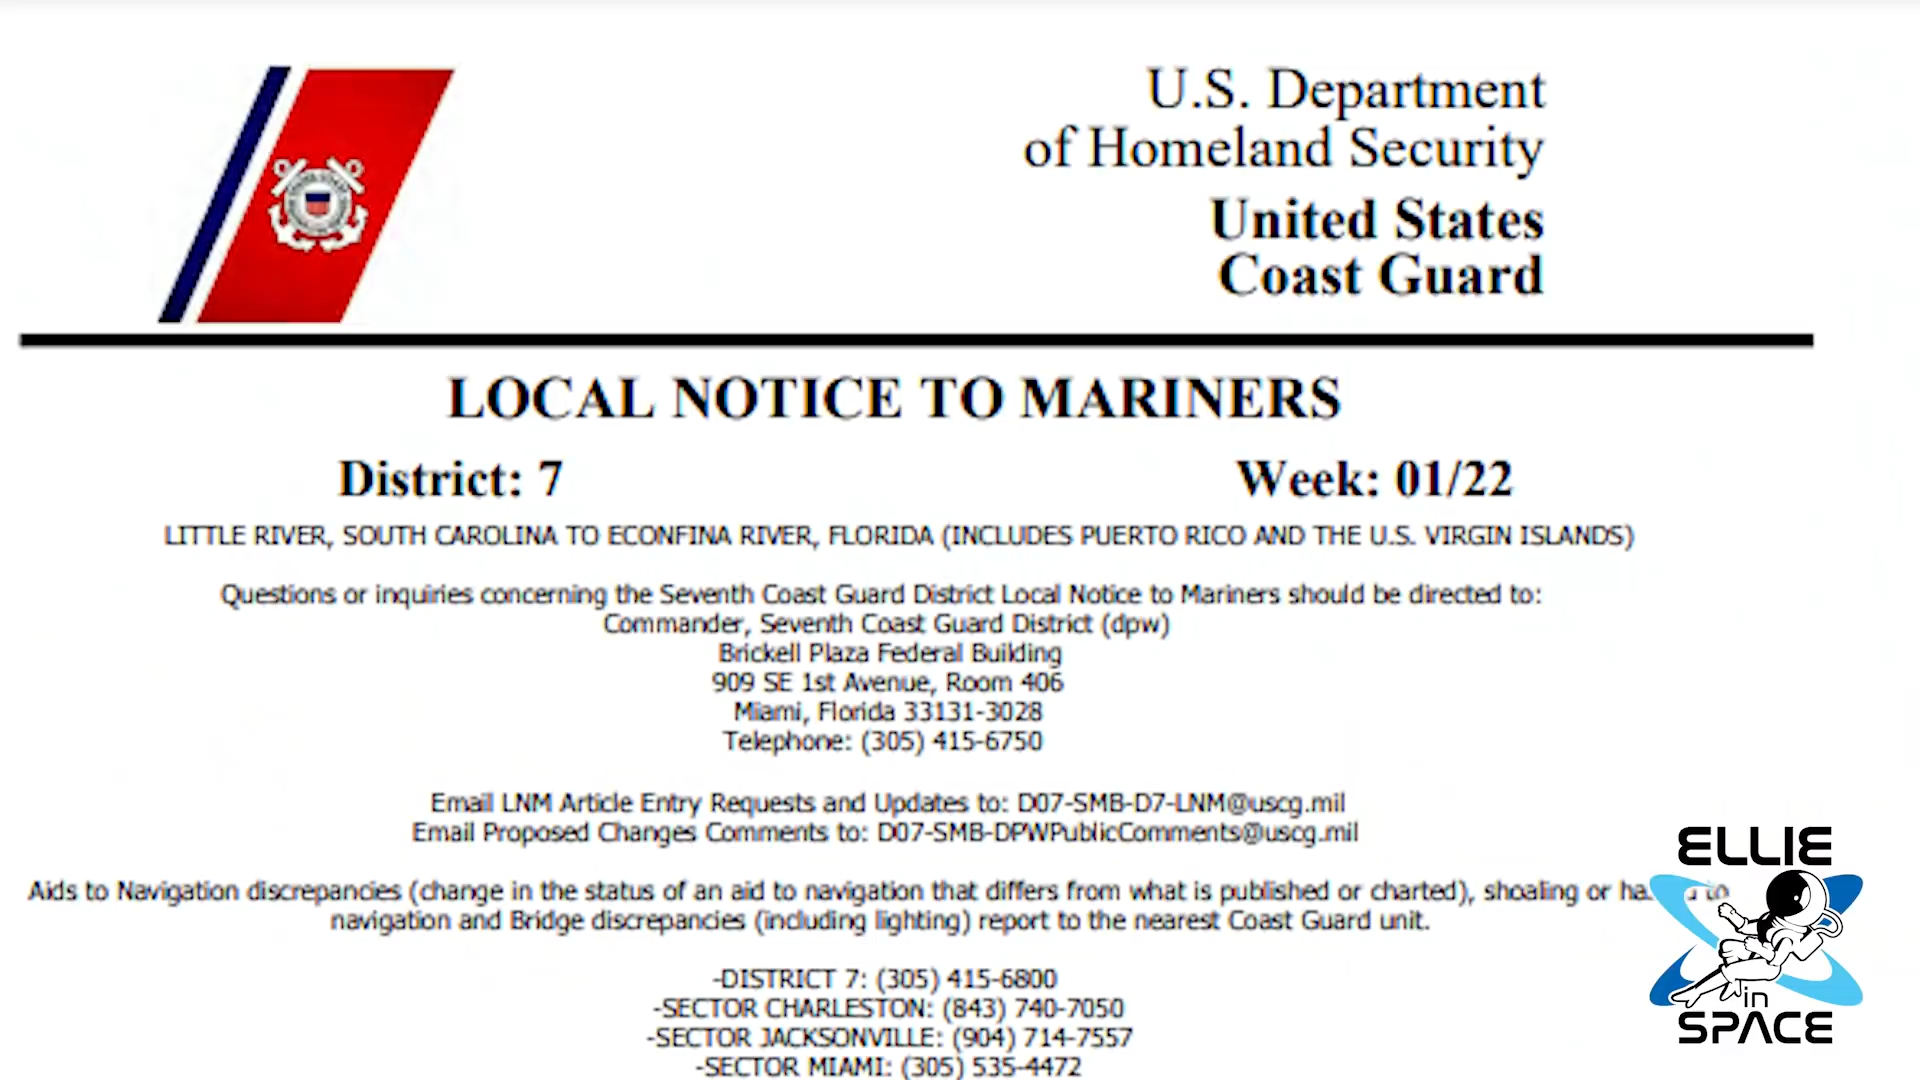 U.S. Department
of Homeland Security
United States
Coast Guard
LOCAL NOTICE TO MARINERS
District: 7
Week: 01/22
LITTLE RIVER, SOUTH CAROLINA TO ECONFINA RIVER, FLORIDA (INCLUDES PUERTO RICO AND THE U.S. VIRGIN ISLANDS)
Questions or inquiries concerning the Seventh Coast Guard District Local Notice to Mariners should be directed to:
Commander, Seventh Coast Guard District (dpw)
Brickell Plaza Federal Building
909 SE 1st Avenue, Room 406
Miami, Florida 33131-3028
Telephone: (305) 415-6750
Email LNM Article Entry Requests and Updates to: D07-SMB-D7-LNM@uscg.mil
Email Proposed Changes Comments to: D07-SMB-DPWPublicComments@uscg.mil
Aids to Navigation discrepancies (change in the status of an aid to navigation that differs from what is published or charted), shoaling or to
navigation and Bridge discrepancies (including lighting) report to the nearest Coast Guard unit.
-DISTRICT 7: (305) 415-6800
-SECTOR CHARLESTON: (843) 740-7050
-SECTOR JACKSONVILLE: (904) 714-7557
-SECTOR MIAMI: (305) 535-4472
ELLIE
in
SPACE